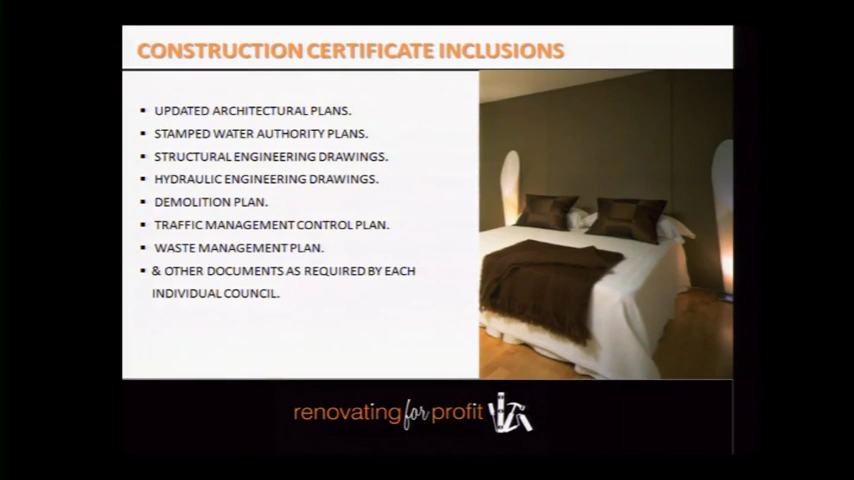 CONSTRUCTION CERTIFICATE INCLUSIONS
▪ UPDATED ARCHITECTURAL PLANS.
▪ STAMPED WATER AUTHORITY PLANS.
▪ STRUCTURAL ENGINEERING DRAWINGS.
▪ HYDRAULIC ENGINEERING DRAWINGS.
▪ DEMOLITION PLAN.
▪ TRAFFIC MANAGEMENT CONTROL PLAN.
▪ WASTE MANAGEMENT PLAN.
▪ & OTHER DOCUMENTS AS REQUIRED BY EACH
INDIVIDUAL COUNCIL.
renovating for profit